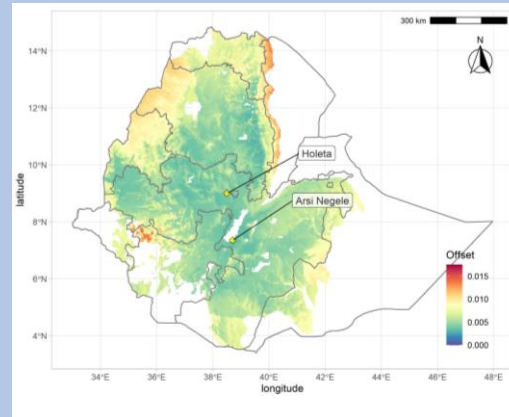 300 km
N
14°N
12°N
10°N
8°N
6°N
4°N
latitude
Holeta
Arsi Negele
Offset
0.015
0.010
0.005
0.000
34°E 36°E 38°E 40°E 42°E 44°E 46°E 48°E
longitude